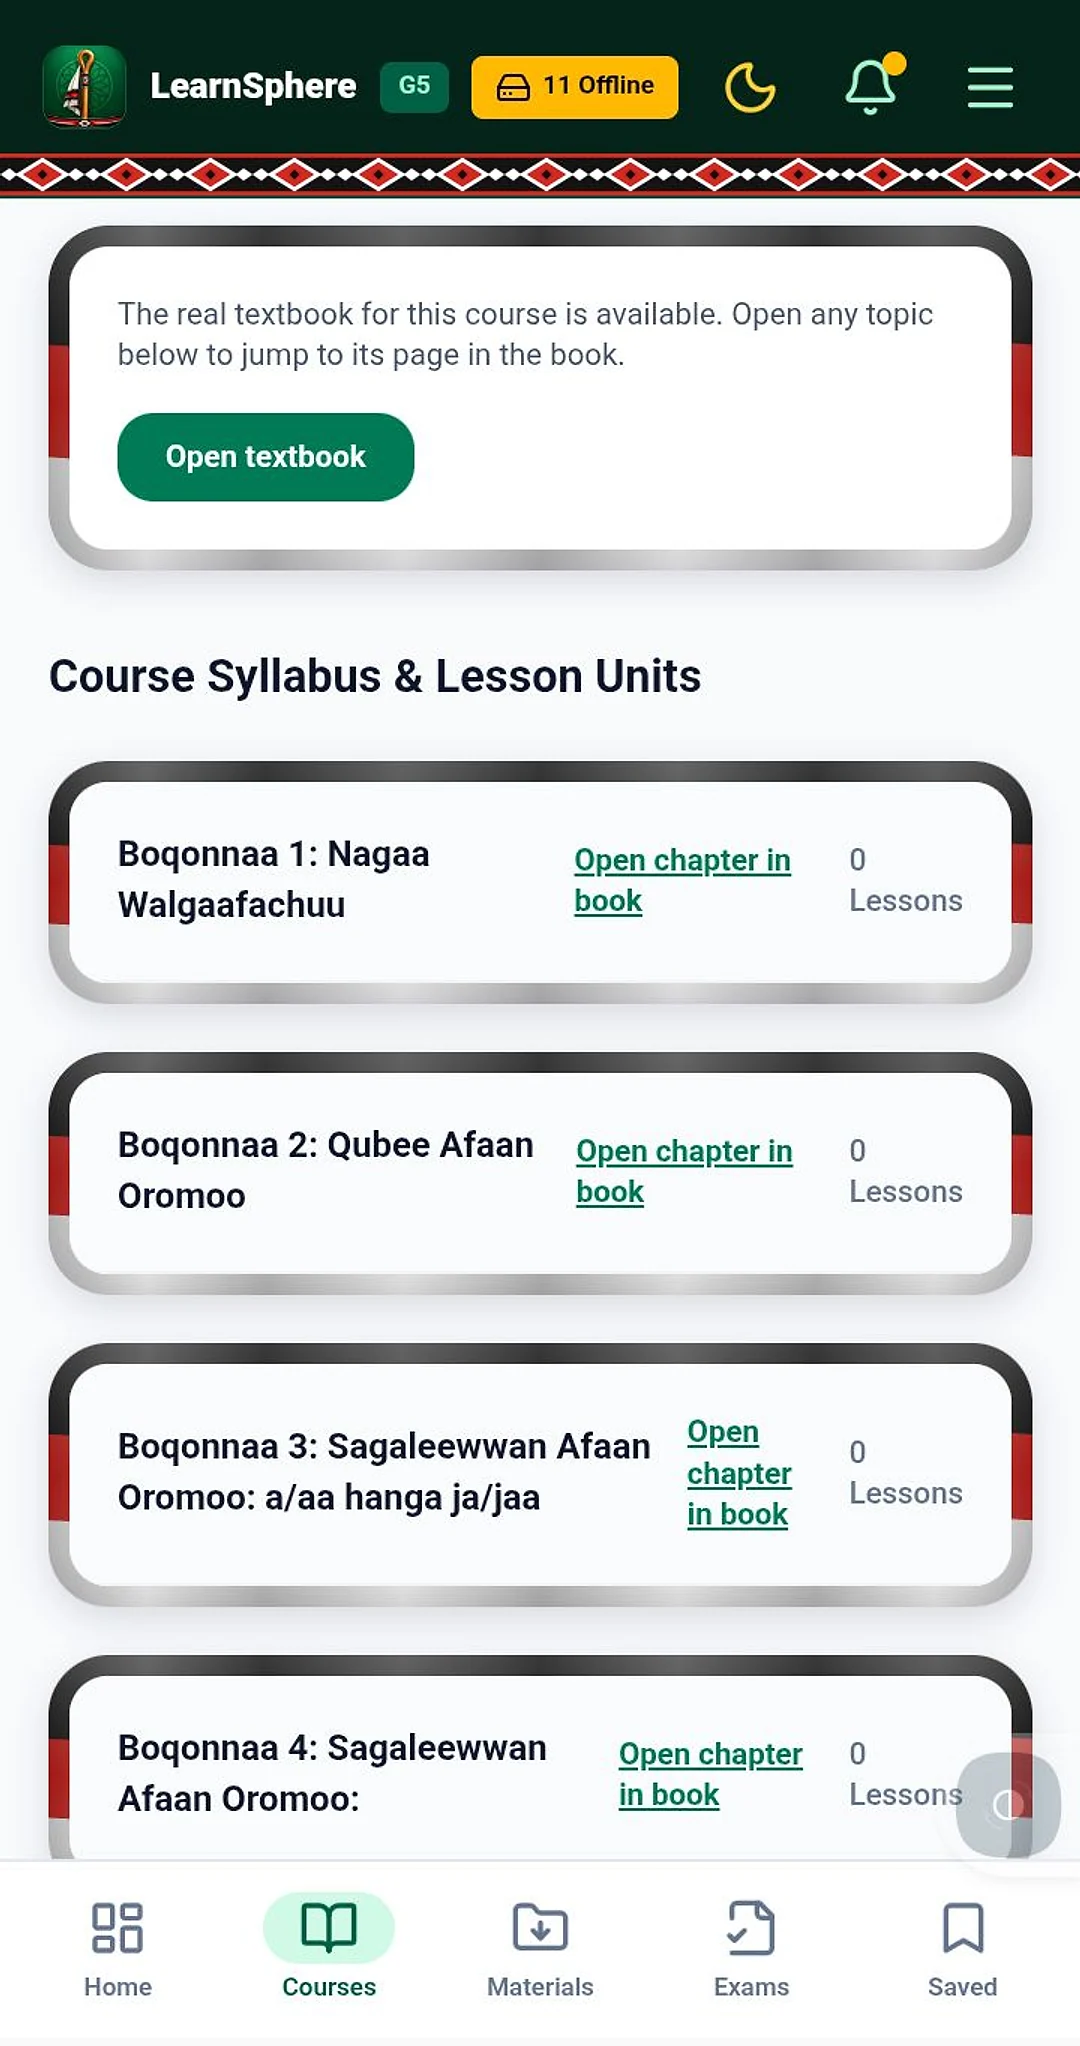 LearnSphere
G5
11 Offline
The real textbook for this course is available. Open any topic
below to jump to its page in the book.
Open textbook
Course Syllabus & Lesson Units
Boqonnaa 1: Nagaa
Walgaafachuu
Open chapter in
book
0
Lessons
Boqonnaa 2: Qubee Afaan
Oromoo
Open chapter in
book
0
Lessons
Boqonnaa 3: Sagaleewwan Afaan
Oromoo: a/aa hanga ja/jaa
Open
chapter
in book
0
Lessons
Boqonnaa 4: Sagaleewwan
Afaan Oromoo:
Open chapter
in book
0
Lessons
Home
Courses
Materials
Exams
Saved